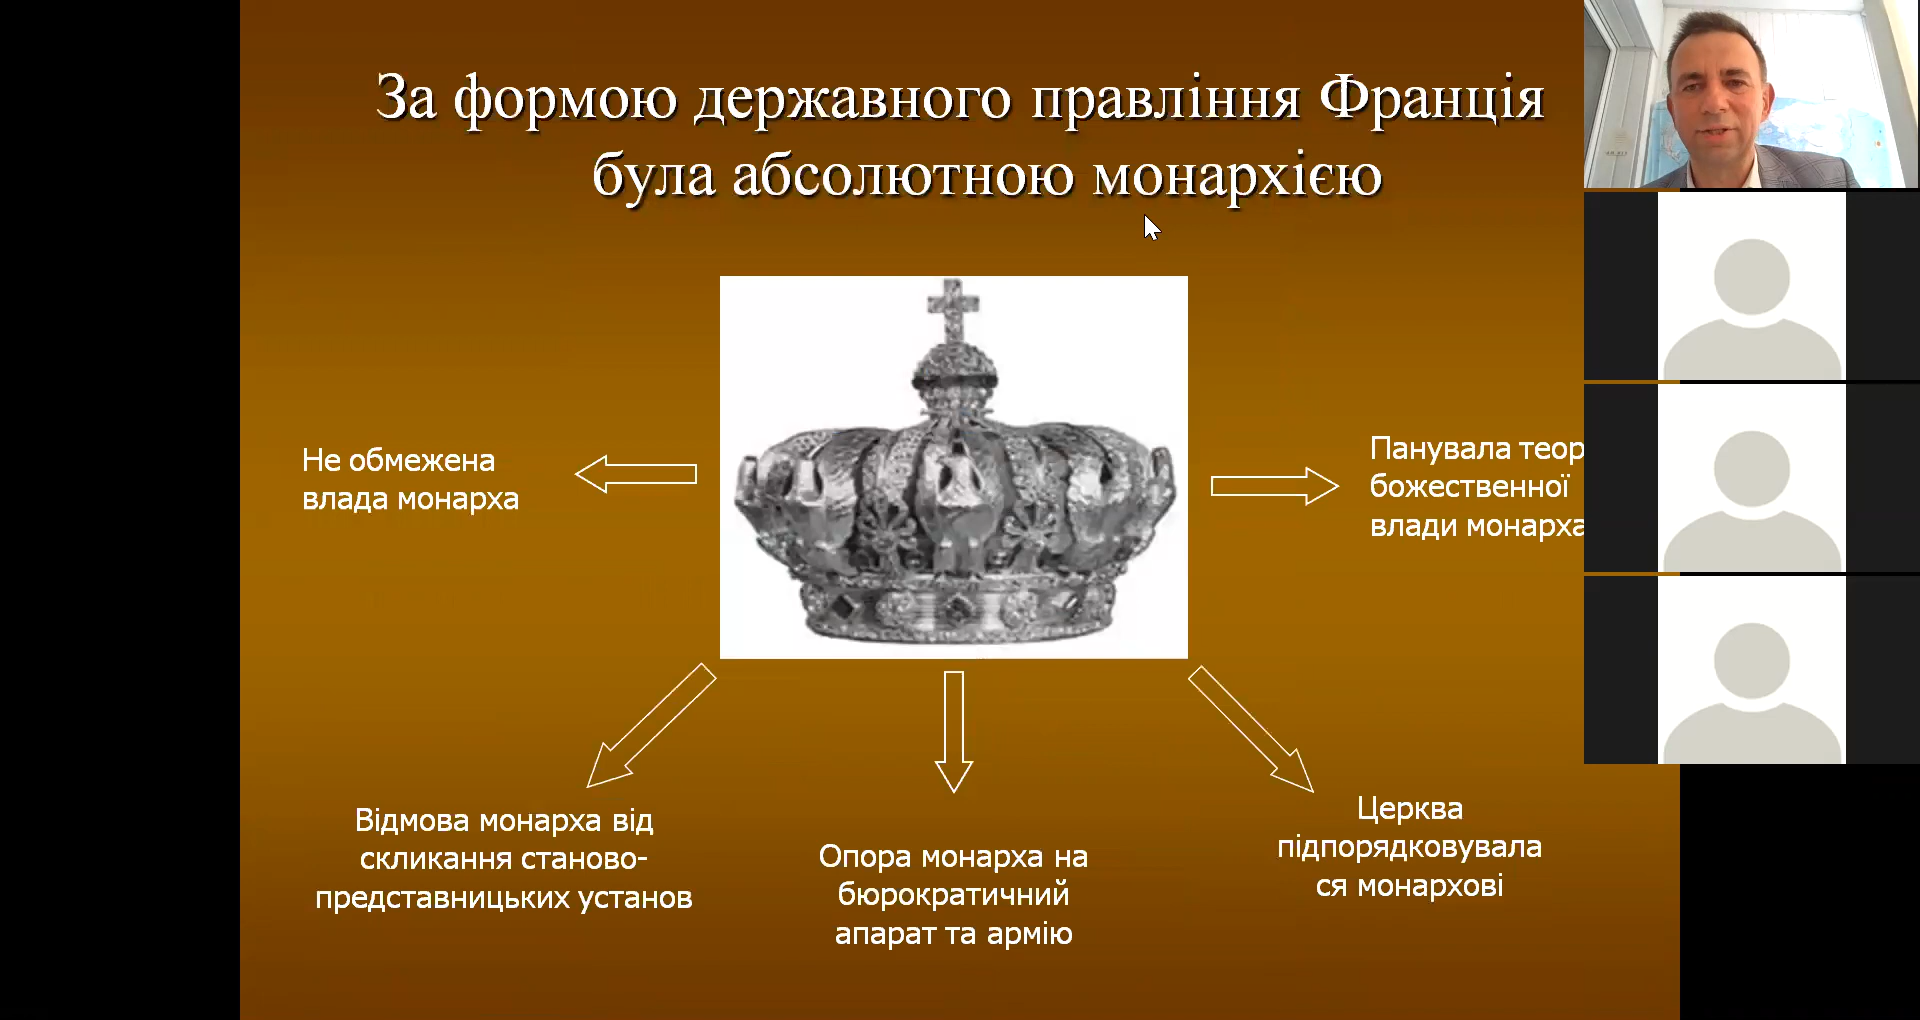 За формою державного правління Франція
була абсолютною монархією
Не обмежена
влада монарха
Панувала
божественної
влади монарха
Відмова монарха від
скликання станово-
представницьких установ
Опора монарха на
бюрократичний
апарат та армію
Церква
підпорядковувала
ся монархові